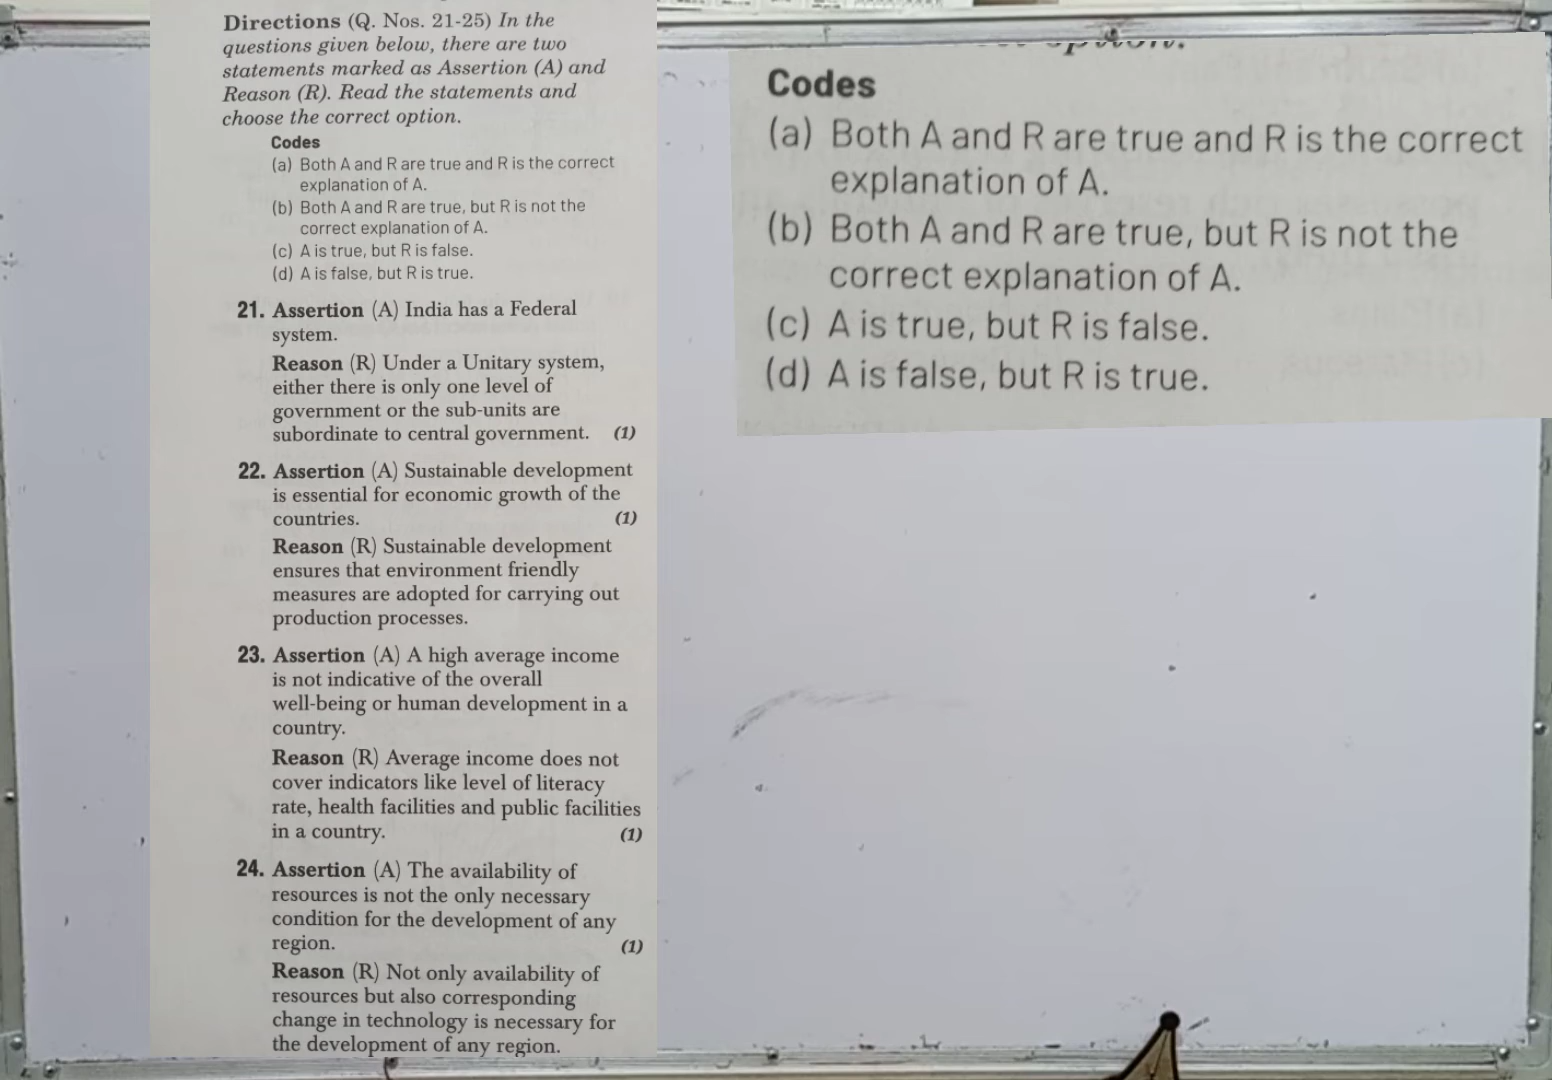 Directions (Q. Nos. 21-25) In the
questions given below, there are two
statements marked as Assertion (A) and
Reason (R). Read the statements and
choose the correct option.
Codes
(a) Both A and R are true and R is the correct
explanation of A.
(b) Both A and R are true, but R is not the
correct explanation of A.
(c) A is true, but R is false.
(d) A is false, but R is true.
21. Assertion (A) India has a Federal
system.
Reason (R) Under a Unitary system,
either there is only one level of
government or the sub-units are
subordinate to central government. (1)
22. Assertion (A) Sustainable development
is essential for economic growth of the
countries. (1)
Reason (R) Sustainable development
ensures that environment friendly
measures are adopted for carrying out
production processes.
23. Assertion (A) A high average income
is not indicative of the overall
well-being or human development in a
country.
Reason (R) Average income does not
cover indicators like level of literacy
rate, health facilities and public facilities
in a country. (1)
24. Assertion (A) The availability of
resources is not the only necessary
condition for the development of any
region. (1)
Reason (R) Not only availability of
resources but also corresponding
change in technology is necessary for
the development of any region.
Codes
(a) Both A and R are true and R is the correct
explanation of A.
(b) Both A and R are true, but R is not the
correct explanation of A.
(c) A is true, but R is false.
(d) A is false, but R is true.